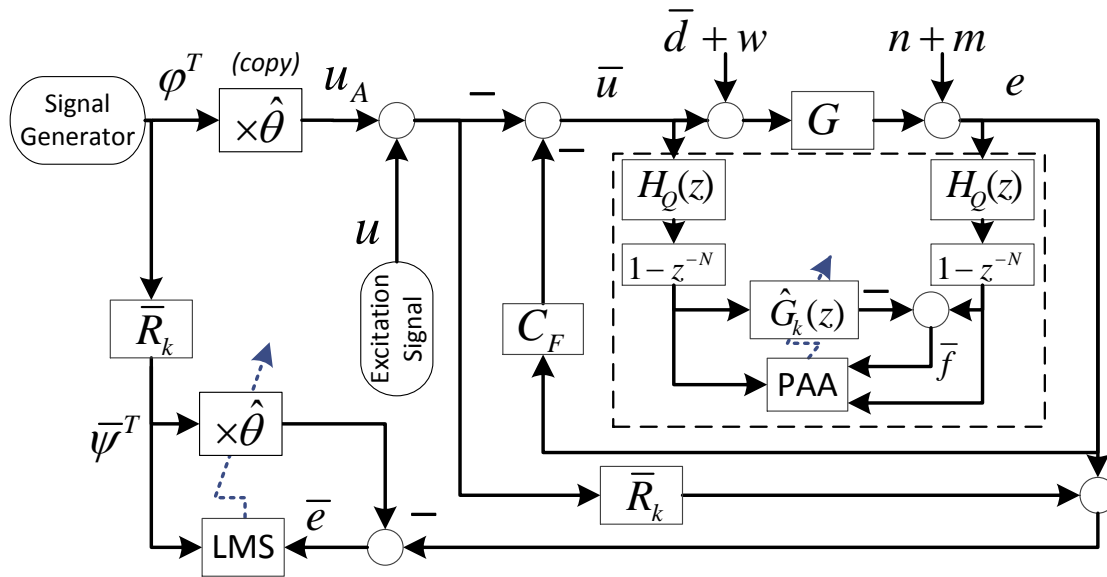 d̅ + w
n + m
φ^T
(copy)
u_A
−
u̅
e
Signal
Generator
×θ̂
G
−
H_Q(z)
H_Q(z)
u
1 − z^{-N}
1 − z^{-N}
R̅_k
Excitation
Signal
C_F
Ĝ_k(z)
−
f̅
PAA
ψ̅^T
×θ̂
R̅_k
e̅
−
LMS